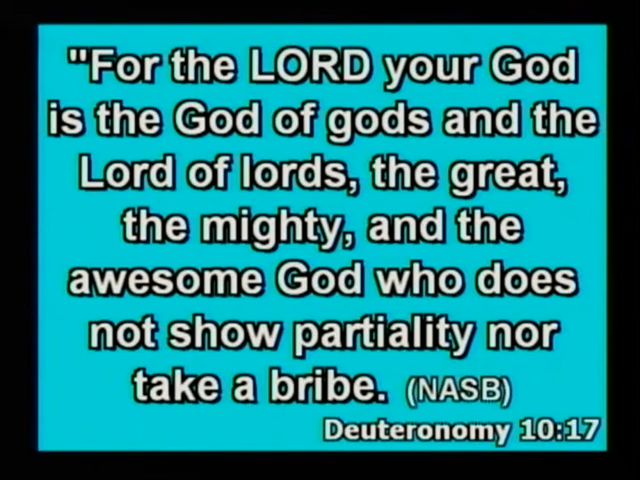 "For the LORD your God
is the God of gods and the
Lord of lords, the great,
the mighty, and the
awesome God who does
not show partiality nor
take a bribe. (NASB)
Deuteronomy 10:17